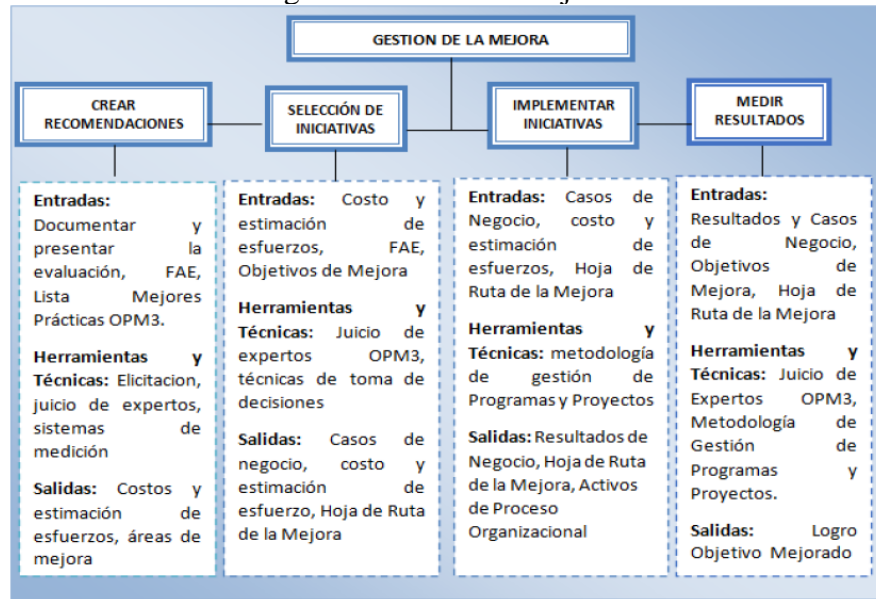 GESTION DE LA MEJORA
CREAR
RECOMENDACIONES
SELECCIÓN DE
INICIATIVAS
IMPLEMENTAR
INICIATIVAS
MEDIR
RESULTADOS
Entradas:
Documentar y
presentar la
evaluación, FAE,
Lista Mejores
Prácticas OPM3.
Herramientas y
Técnicas: Elicitacion,
juicio de expertos,
sistemas de
medición
Salidas: Costos y
estimación de
esfuerzos, áreas de
mejora
Entradas: Costo y
estimación de
esfuerzos, FAE,
Objetivos de Mejora
Herramientas y
Técnicas: Juicio de
expertos OPM3,
técnicas de toma de
decisiones
Salidas: Casos de
negocio, costo y
estimación de
esfuerzo, Hoja de Ruta
de la Mejora
Entradas: Casos de
Negocio, costo y
estimación de
esfuerzos, Hoja de
Ruta de la Mejora
Herramientas y
Técnicas: metodología
de gestión de
Programas y Proyectos
Salidas: Resultados de
Negocio, Hoja de Ruta
de la Mejora, Activos
de Proceso
Organizacional
Entradas:
Resultados y Casos
de Negocio,
Objetivos de
Mejora, Hoja de
Ruta de la Mejora
Herramientas y
Técnicas: Juicio de
Expertos OPM3,
Metodología de
Gestión de
Programas y
Proyectos.
Salidas: Logro
Objetivo Mejorado